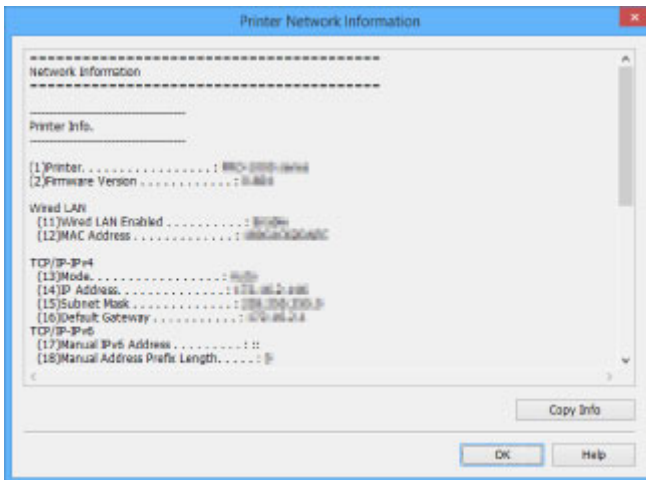 Printer Network Information
Network Information
Printer Info.
(1)Printer. . . . . . . . . . . . . . . . . :
(2)Firmware Version . . . . . . . . . . . . :
Wired LAN
(11)Wired LAN Enabled . . . . . . . . . . :
(12)MAC Address . . . . . . . . . . . . . :
TCP/IP-IPv4
(13)Mode. . . . . . . . . . . . . . . . . :
(14)IP Address. . . . . . . . . . . . . . :
(15)Subnet Mask . . . . . . . . . . . . . :
(16)Default Gateway . . . . . . . . . . . :
TCP/IP-IPv6
(17)Manual IPv6 Address . . . . . . . . . : ::
(18)Manual Address Prefix Length. . . . . :
Copy Info
OK
Help